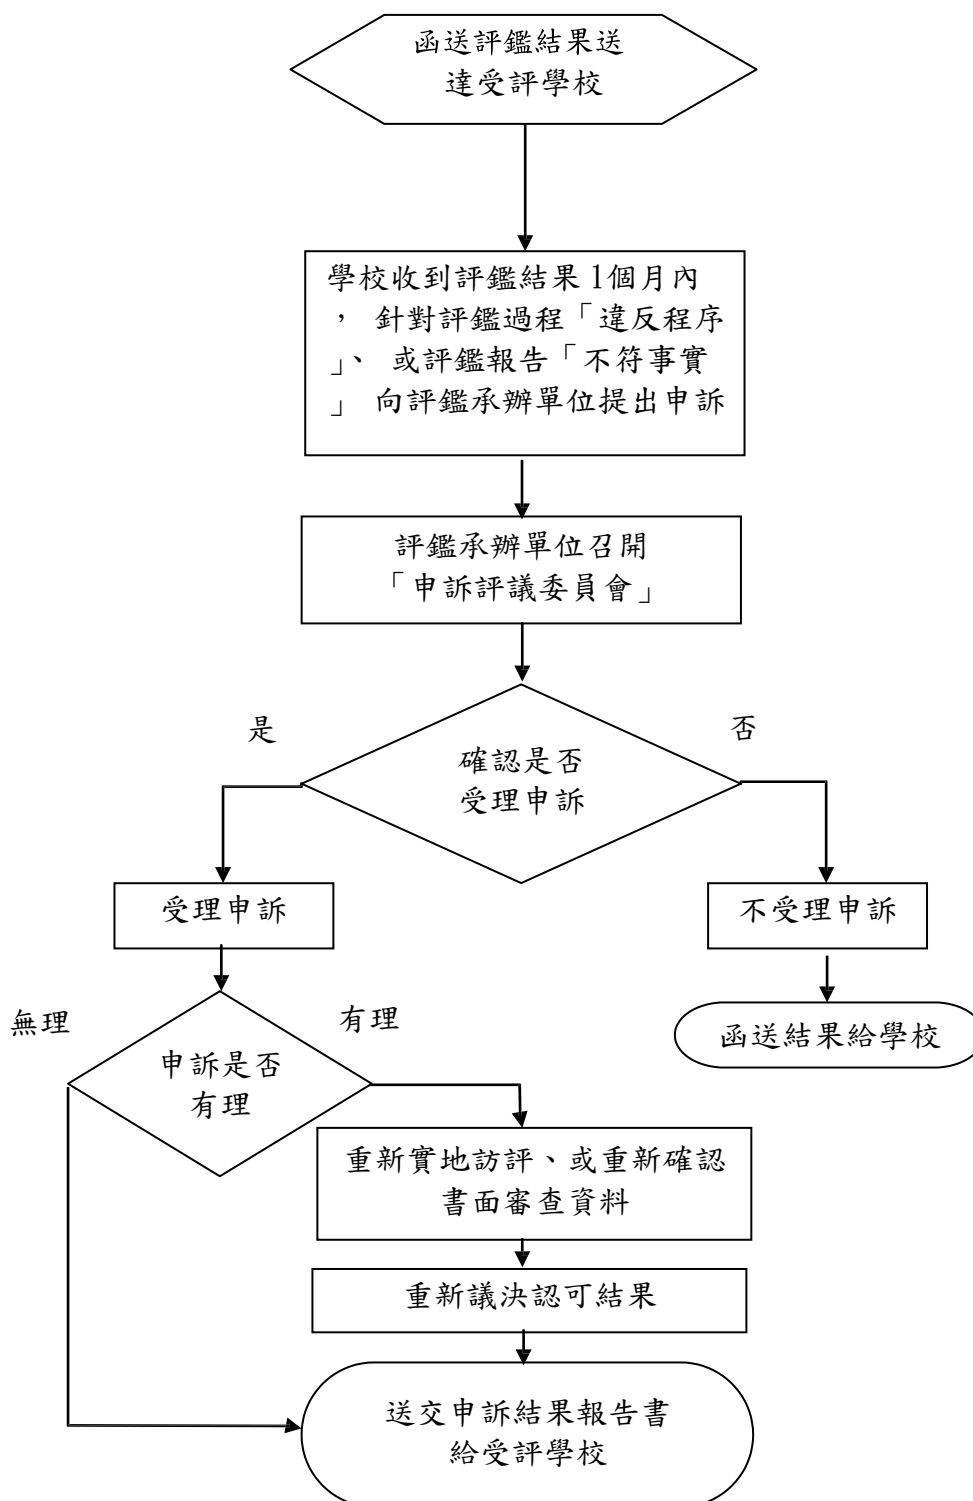 函送評鑑結果送
達受評學校
學校收到評鑑結果 1個月內
， 針對評鑑過程「違反程序
」、 或評鑑報告「不符事實
」 向評鑑承辦單位提出申訴
評鑑承辦單位召開
「申訴評議委員會」
是
否
確認是否
受理申訴
受理申訴
不受理申訴
無理
有理
申訴是否
有理
函送結果給學校
重新實地訪評、或重新確認
書面審查資料
重新議決認可結果
送交申訴結果報告書
給受評學校